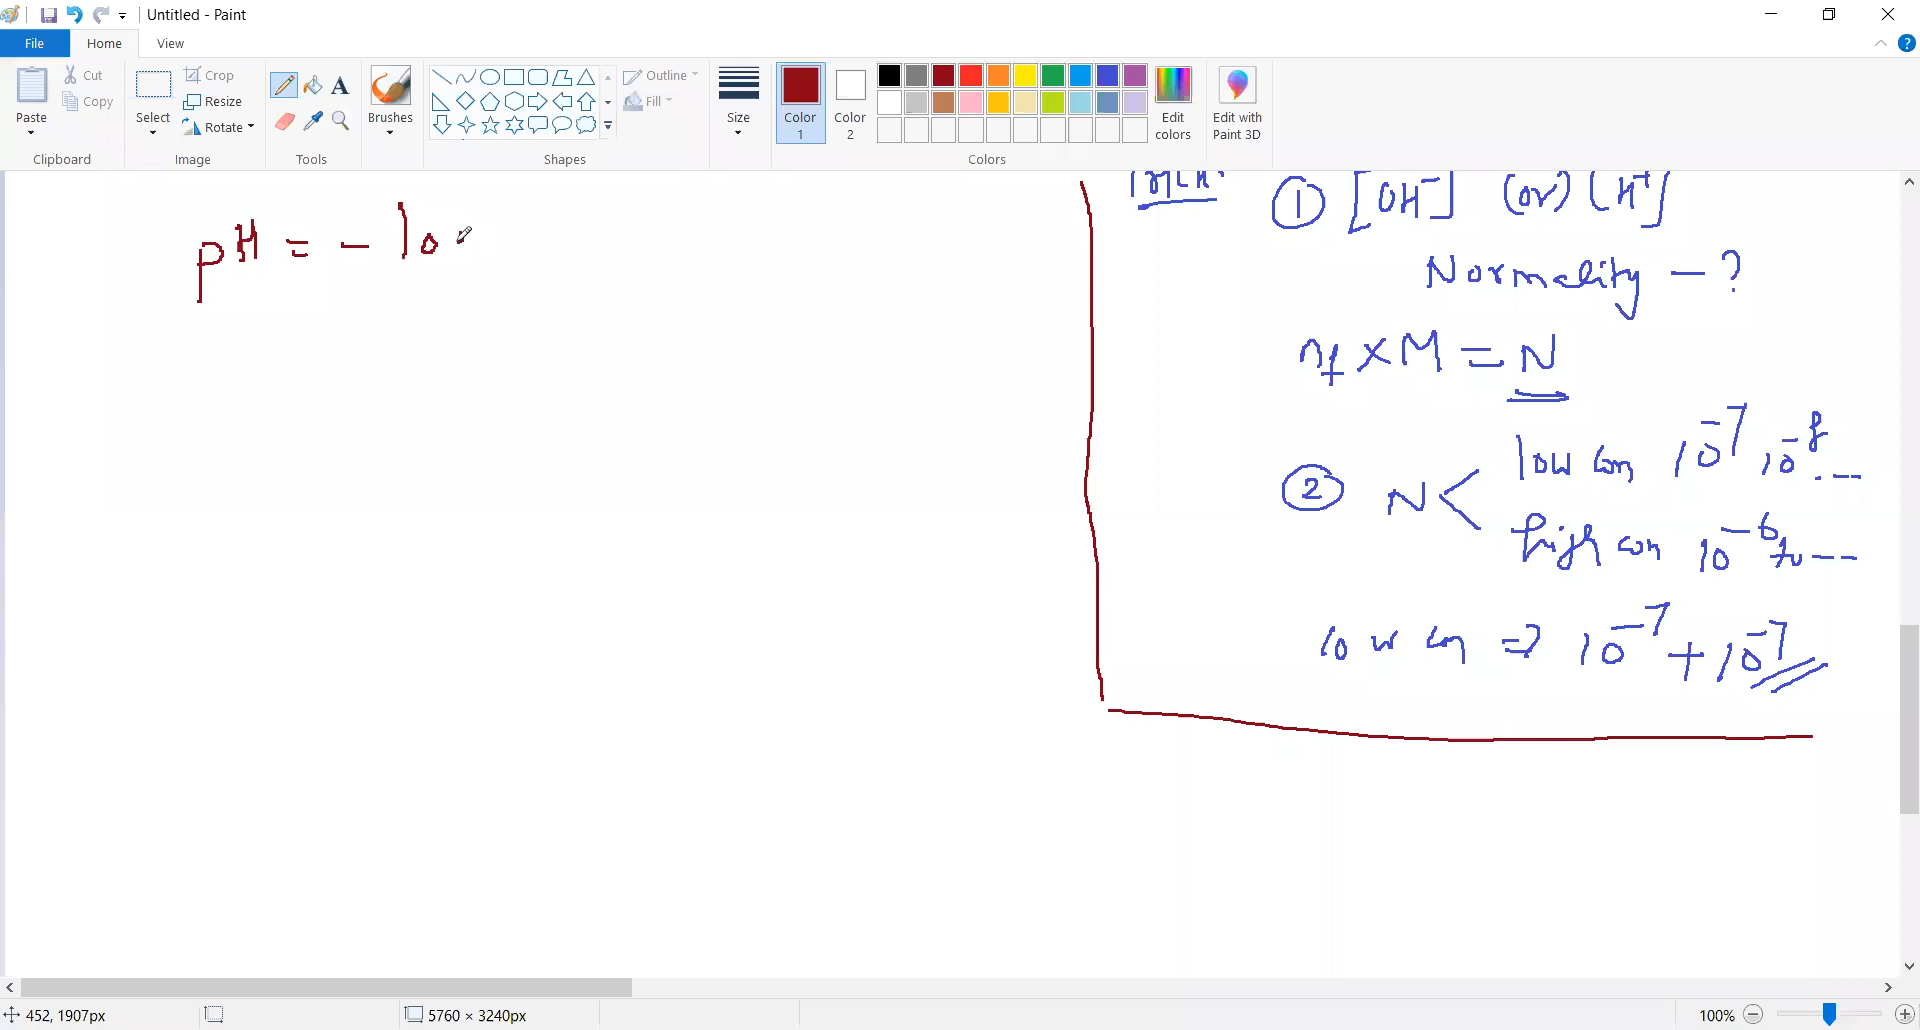 Untitled - Paint
File Home View
Cut
Copy
Paste
Clipboard
Select
Crop
Resize
Rotate
Image
A
Tools
Brushes
Shapes
Outline
Fill
Size
Color 1
Color 2
Colors
Edit colors
Edit with Paint 3D
pH = - lo
① [OH⁻] (or) [H⁺]
Normality - ?
nf × M = N
② N < low con 10⁻⁷ 10⁻⁸ ...
high con 10⁻⁶ to ---
low con ⇒ 10⁻⁷ + 10⁻⁷
452, 1907px
5760 × 3240px
100%